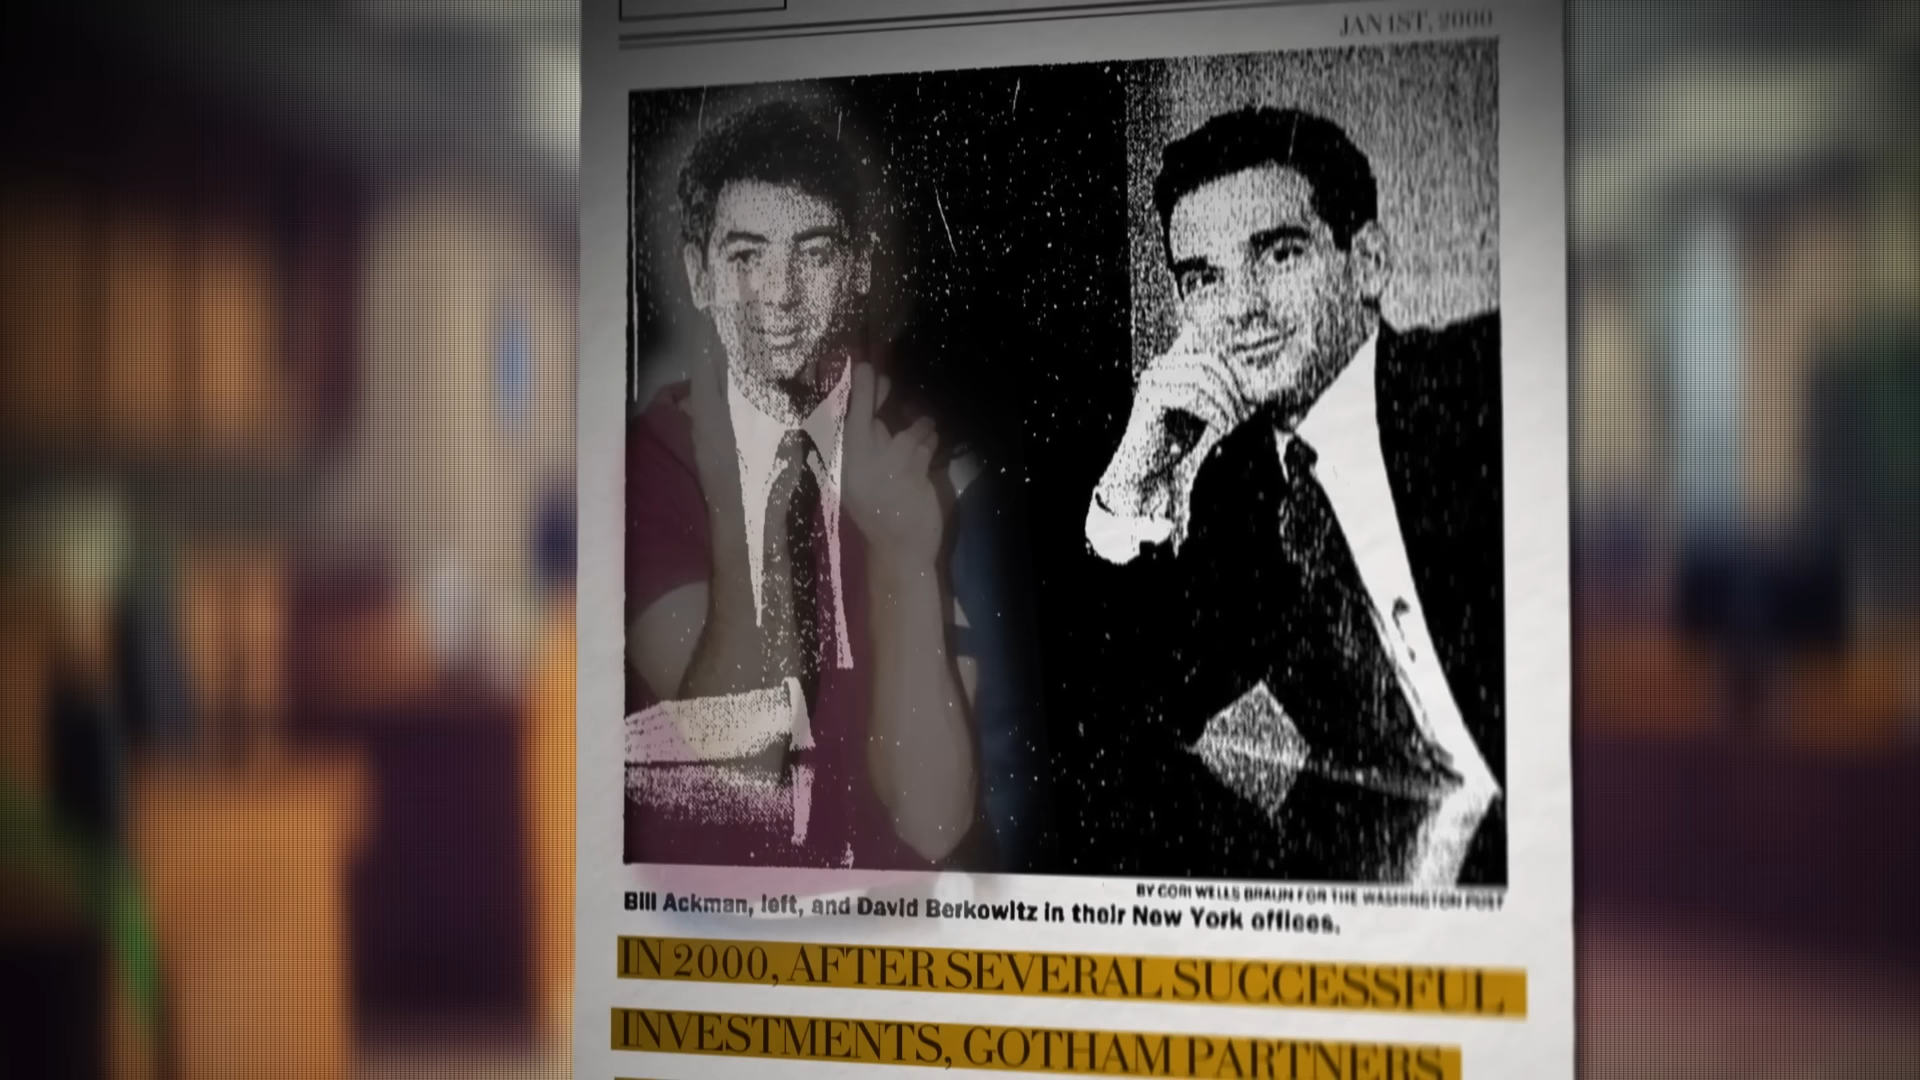 JAN 1ST, 2000
BY CORI WELLS BRAUN FOR THE WASHINGTON POST
Bill Ackman, left, and David Berkowitz in their New York offices.
IN 2000, AFTER SEVERAL SUCCESSFUL
INVESTMENTS, GOTHAM PARTNERS